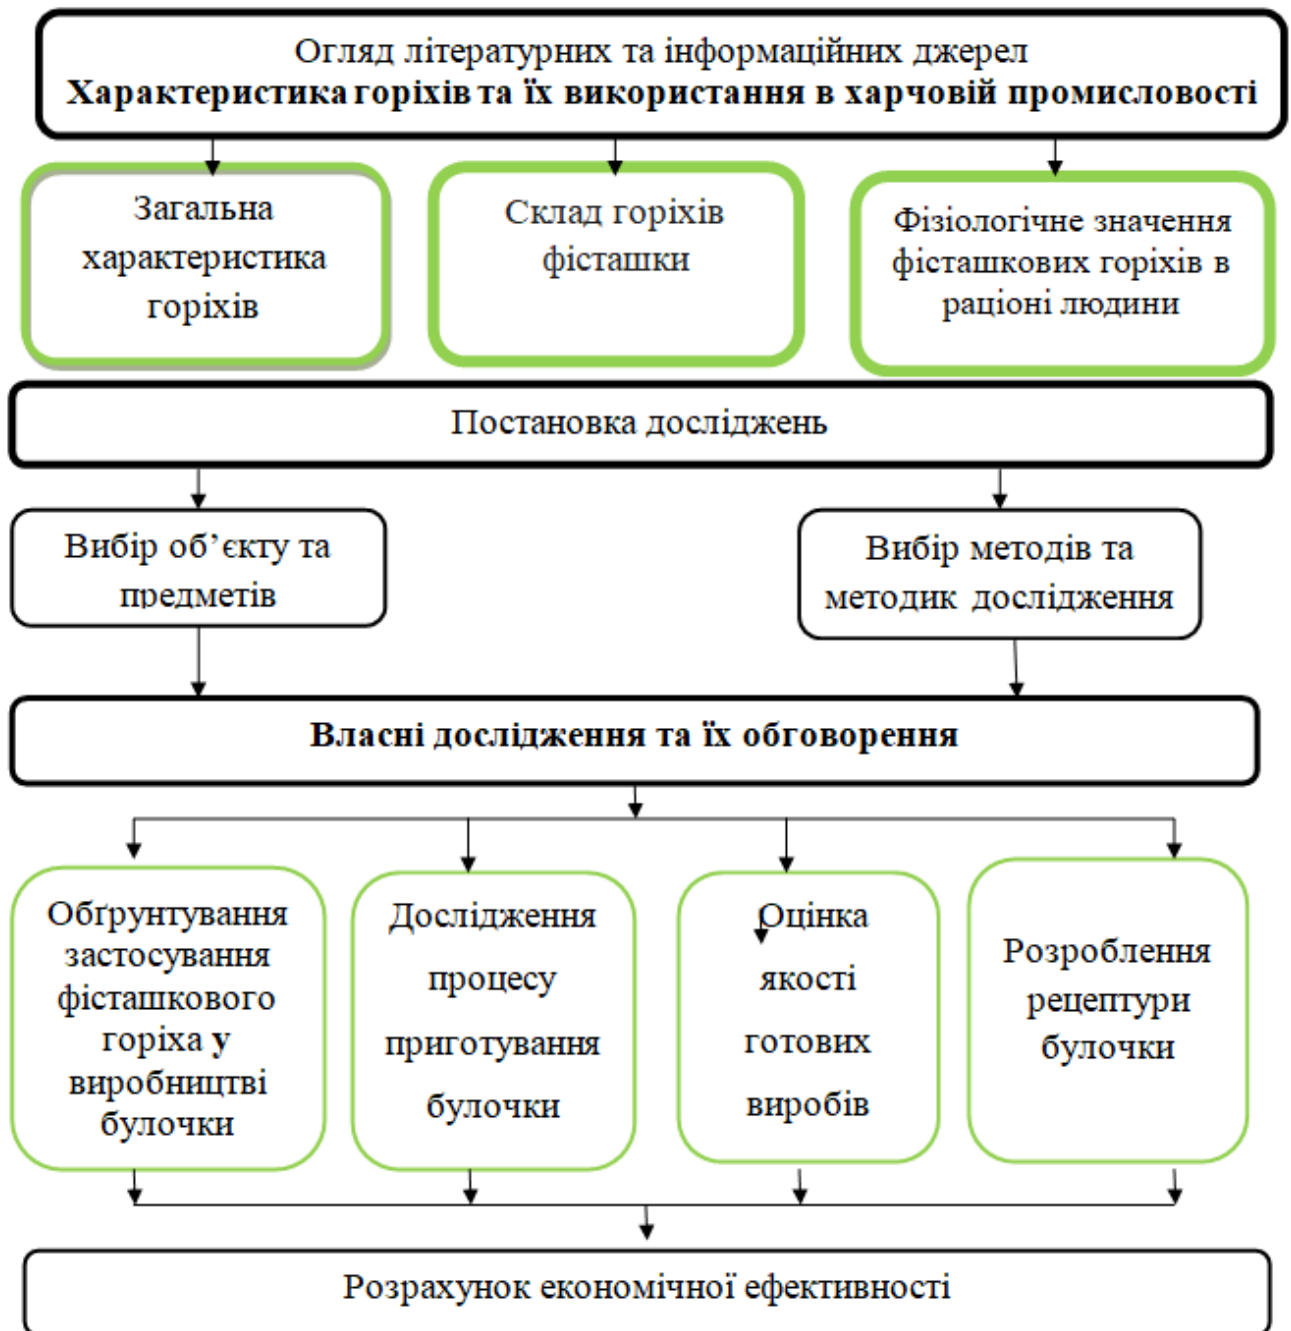 Огляд літературних та інформаційних джерел
Характеристика горіхів та їх використання в харчовій промисловості
Загальна
характеристика
горіхів
Склад горіхів
фісташки
Фізіологічне значення
фісташкових горіхів в
раціоні людини
Постановка досліджень
Вибір об’єкту та
предметів
Вибір методів та
методик дослідження
Власні дослідження та їх обговорення
Обґрунтування
застосування
фісташкового
горіха у
виробництві
булочки
Дослідження
процесу
приготування
булочки
Оцінка
якості
готових
виробів
Розроблення
рецептури
булочки
Розрахунок економічної ефективності